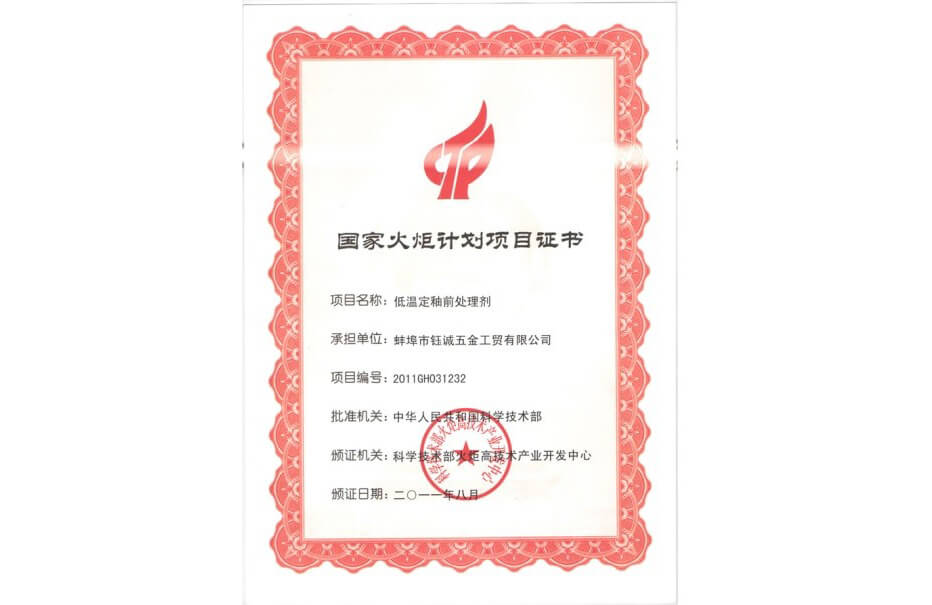 国家火炬计划项目证书
项目名称：低温定釉前处理剂
承担单位：蚌埠市钰诚五金工贸有限公司
项目编号：2011GH031232
批准机关：中华人民共和国科学技术部
颁证机关：科学技术部火炬高技术产业开发中心
颁证日期：二〇一一年八月
科学技术部火炬高技术产业开发中心